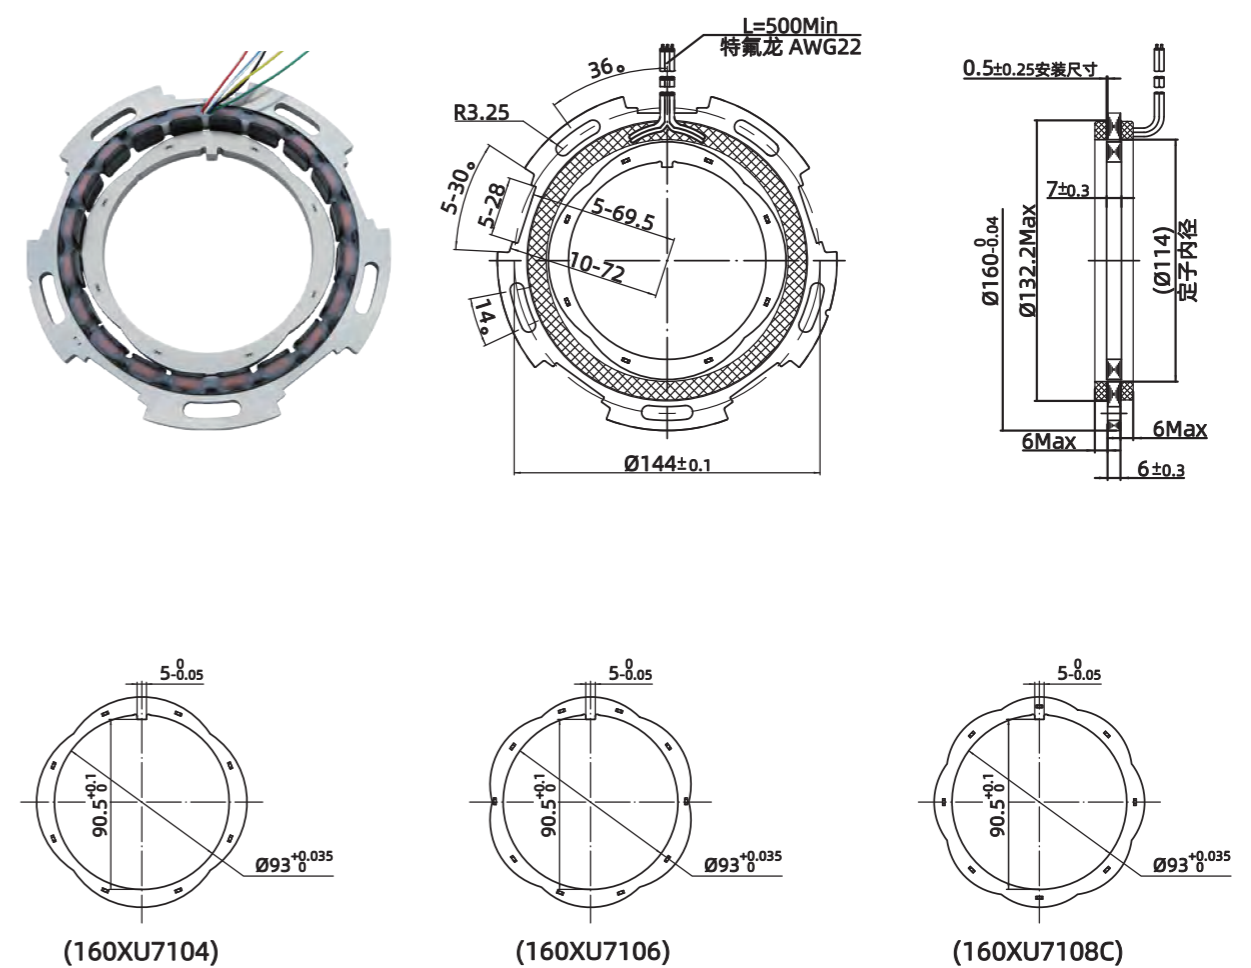 L=500Min
特氟龙 AWG22
36°
R3.25
5-30°
5-28
5-69.5
10-72
14°
Ø144±0.1
0.5±0.25安装尺寸
7±0.3
Ø160 0 -0.04
Ø132.2Max
(Ø114)
定子内径
6Max
6Max
6±0.3
5 0 -0.05
90.5 +0.1 0
Ø93 +0.035 0
(160XU7104)
5 0 -0.05
90.5 +0.1 0
Ø93 +0.035 0
(160XU7106)
5 0 -0.05
90.5 +0.1 0
Ø93 +0.035 0
(160XU7108C)